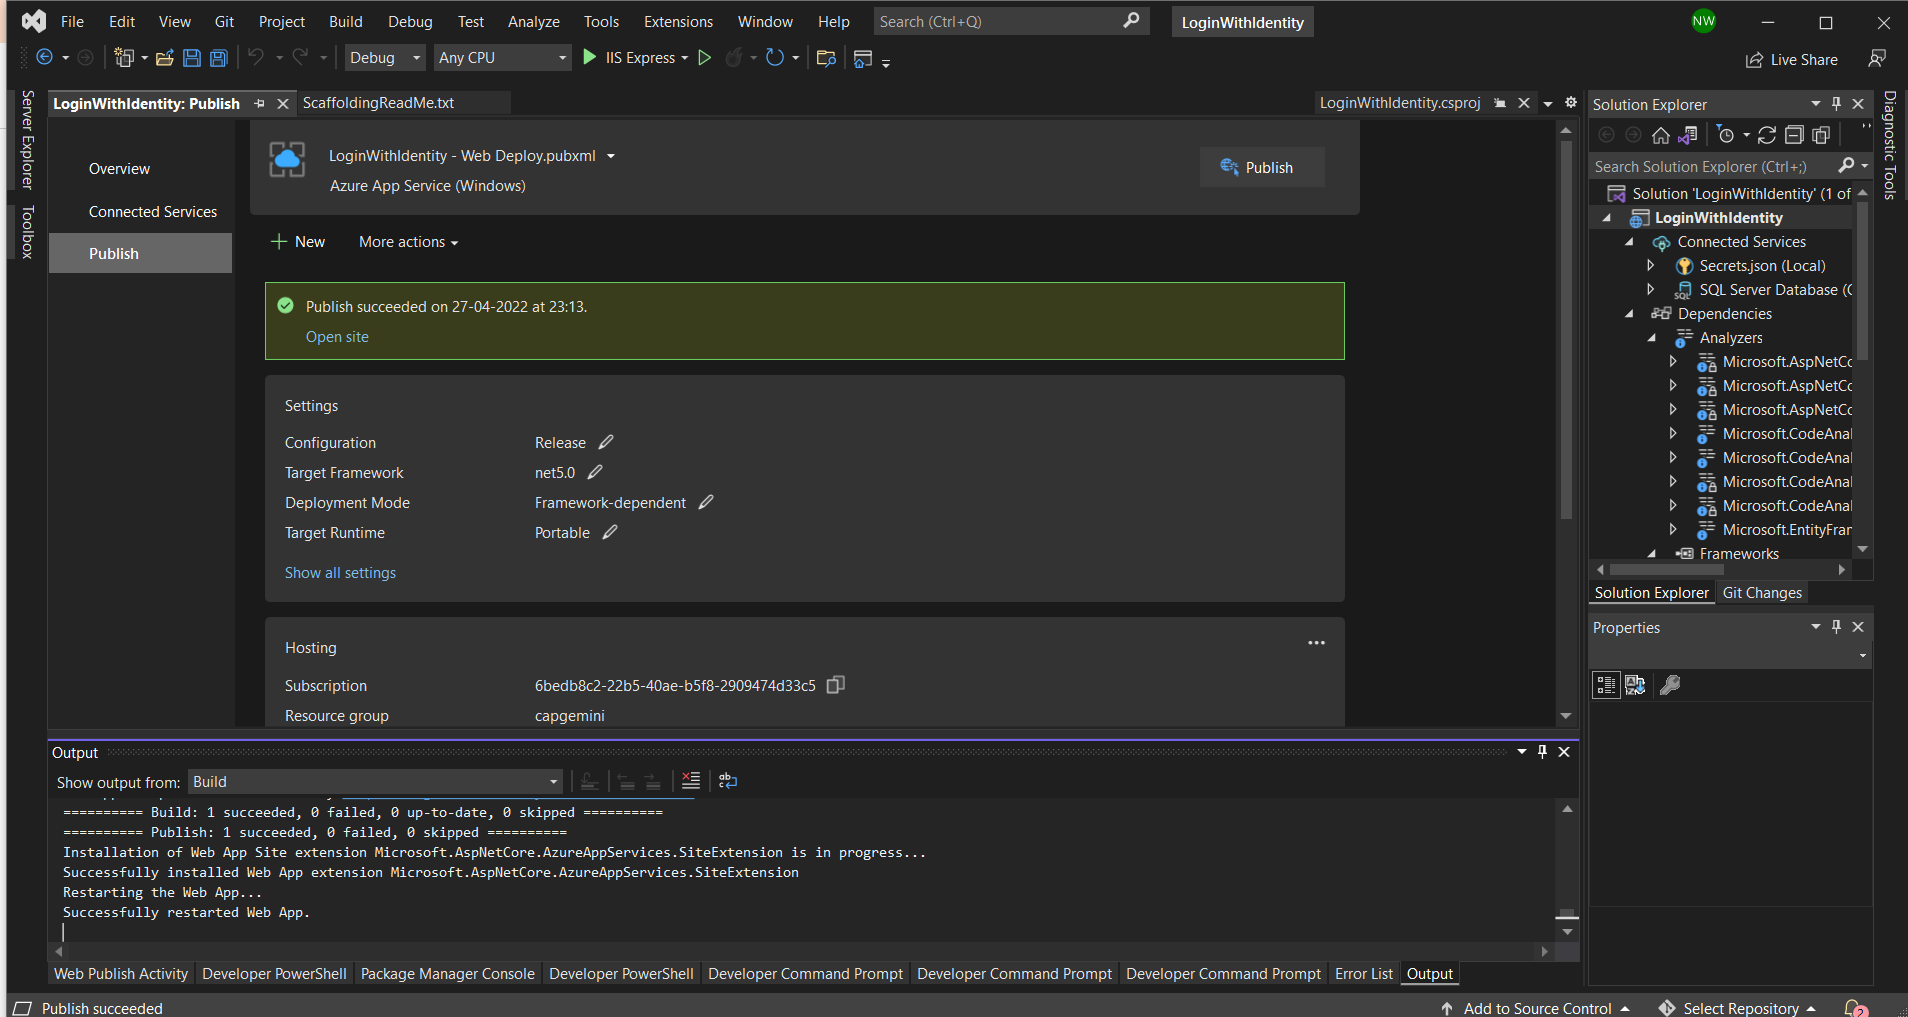 File Edit View Git Project Build Debug Test Analyze Tools Extensions Window Help Search (Ctrl+Q) LoginWithIdentity NW
Debug Any CPU IIS Express Live Share
Server Explorer
Toolbox
LoginWithIdentity: Publish ScaffoldingReadMe.txt LoginWithIdentity.csproj
Overview
Connected Services
Publish
LoginWithIdentity - Web Deploy.pubxml
Azure App Service (Windows)
Publish
New More actions
Publish succeeded on 27-04-2022 at 23:13.
Open site
Settings
Configuration Release
Target Framework net5.0
Deployment Mode Framework-dependent
Target Runtime Portable
Show all settings
Hosting
Subscription 6bedb8c2-22b5-40ae-b5f8-2909474d33c5
Resource group capgemini
Solution Explorer
Search Solution Explorer (Ctrl+;)
Solution 'LoginWithIdentity' (1 of
LoginWithIdentity
Connected Services
Secrets.json (Local)
SQL Server Database (
Dependencies
Analyzers
Microsoft.AspNetCo
Microsoft.AspNetCo
Microsoft.AspNetCo
Microsoft.CodeAnal
Microsoft.CodeAnal
Microsoft.CodeAnal
Microsoft.CodeAnal
Microsoft.EntityFran
Frameworks
Solution Explorer Git Changes
Properties
Diagnostic Tools
Output
Show output from: Build
========== Build: 1 succeeded, 0 failed, 0 up-to-date, 0 skipped ==========
========== Publish: 1 succeeded, 0 failed, 0 skipped ==========
Installation of Web App Site extension Microsoft.AspNetCore.AzureAppServices.SiteExtension is in progress...
Successfully installed Web App extension Microsoft.AspNetCore.AzureAppServices.SiteExtension
Restarting the Web App...
Successfully restarted Web App.
Web Publish Activity Developer PowerShell Package Manager Console Developer PowerShell Developer Command Prompt Developer Command Prompt Developer Command Prompt Error List Output
Publish succeeded Add to Source Control Select Repository 2